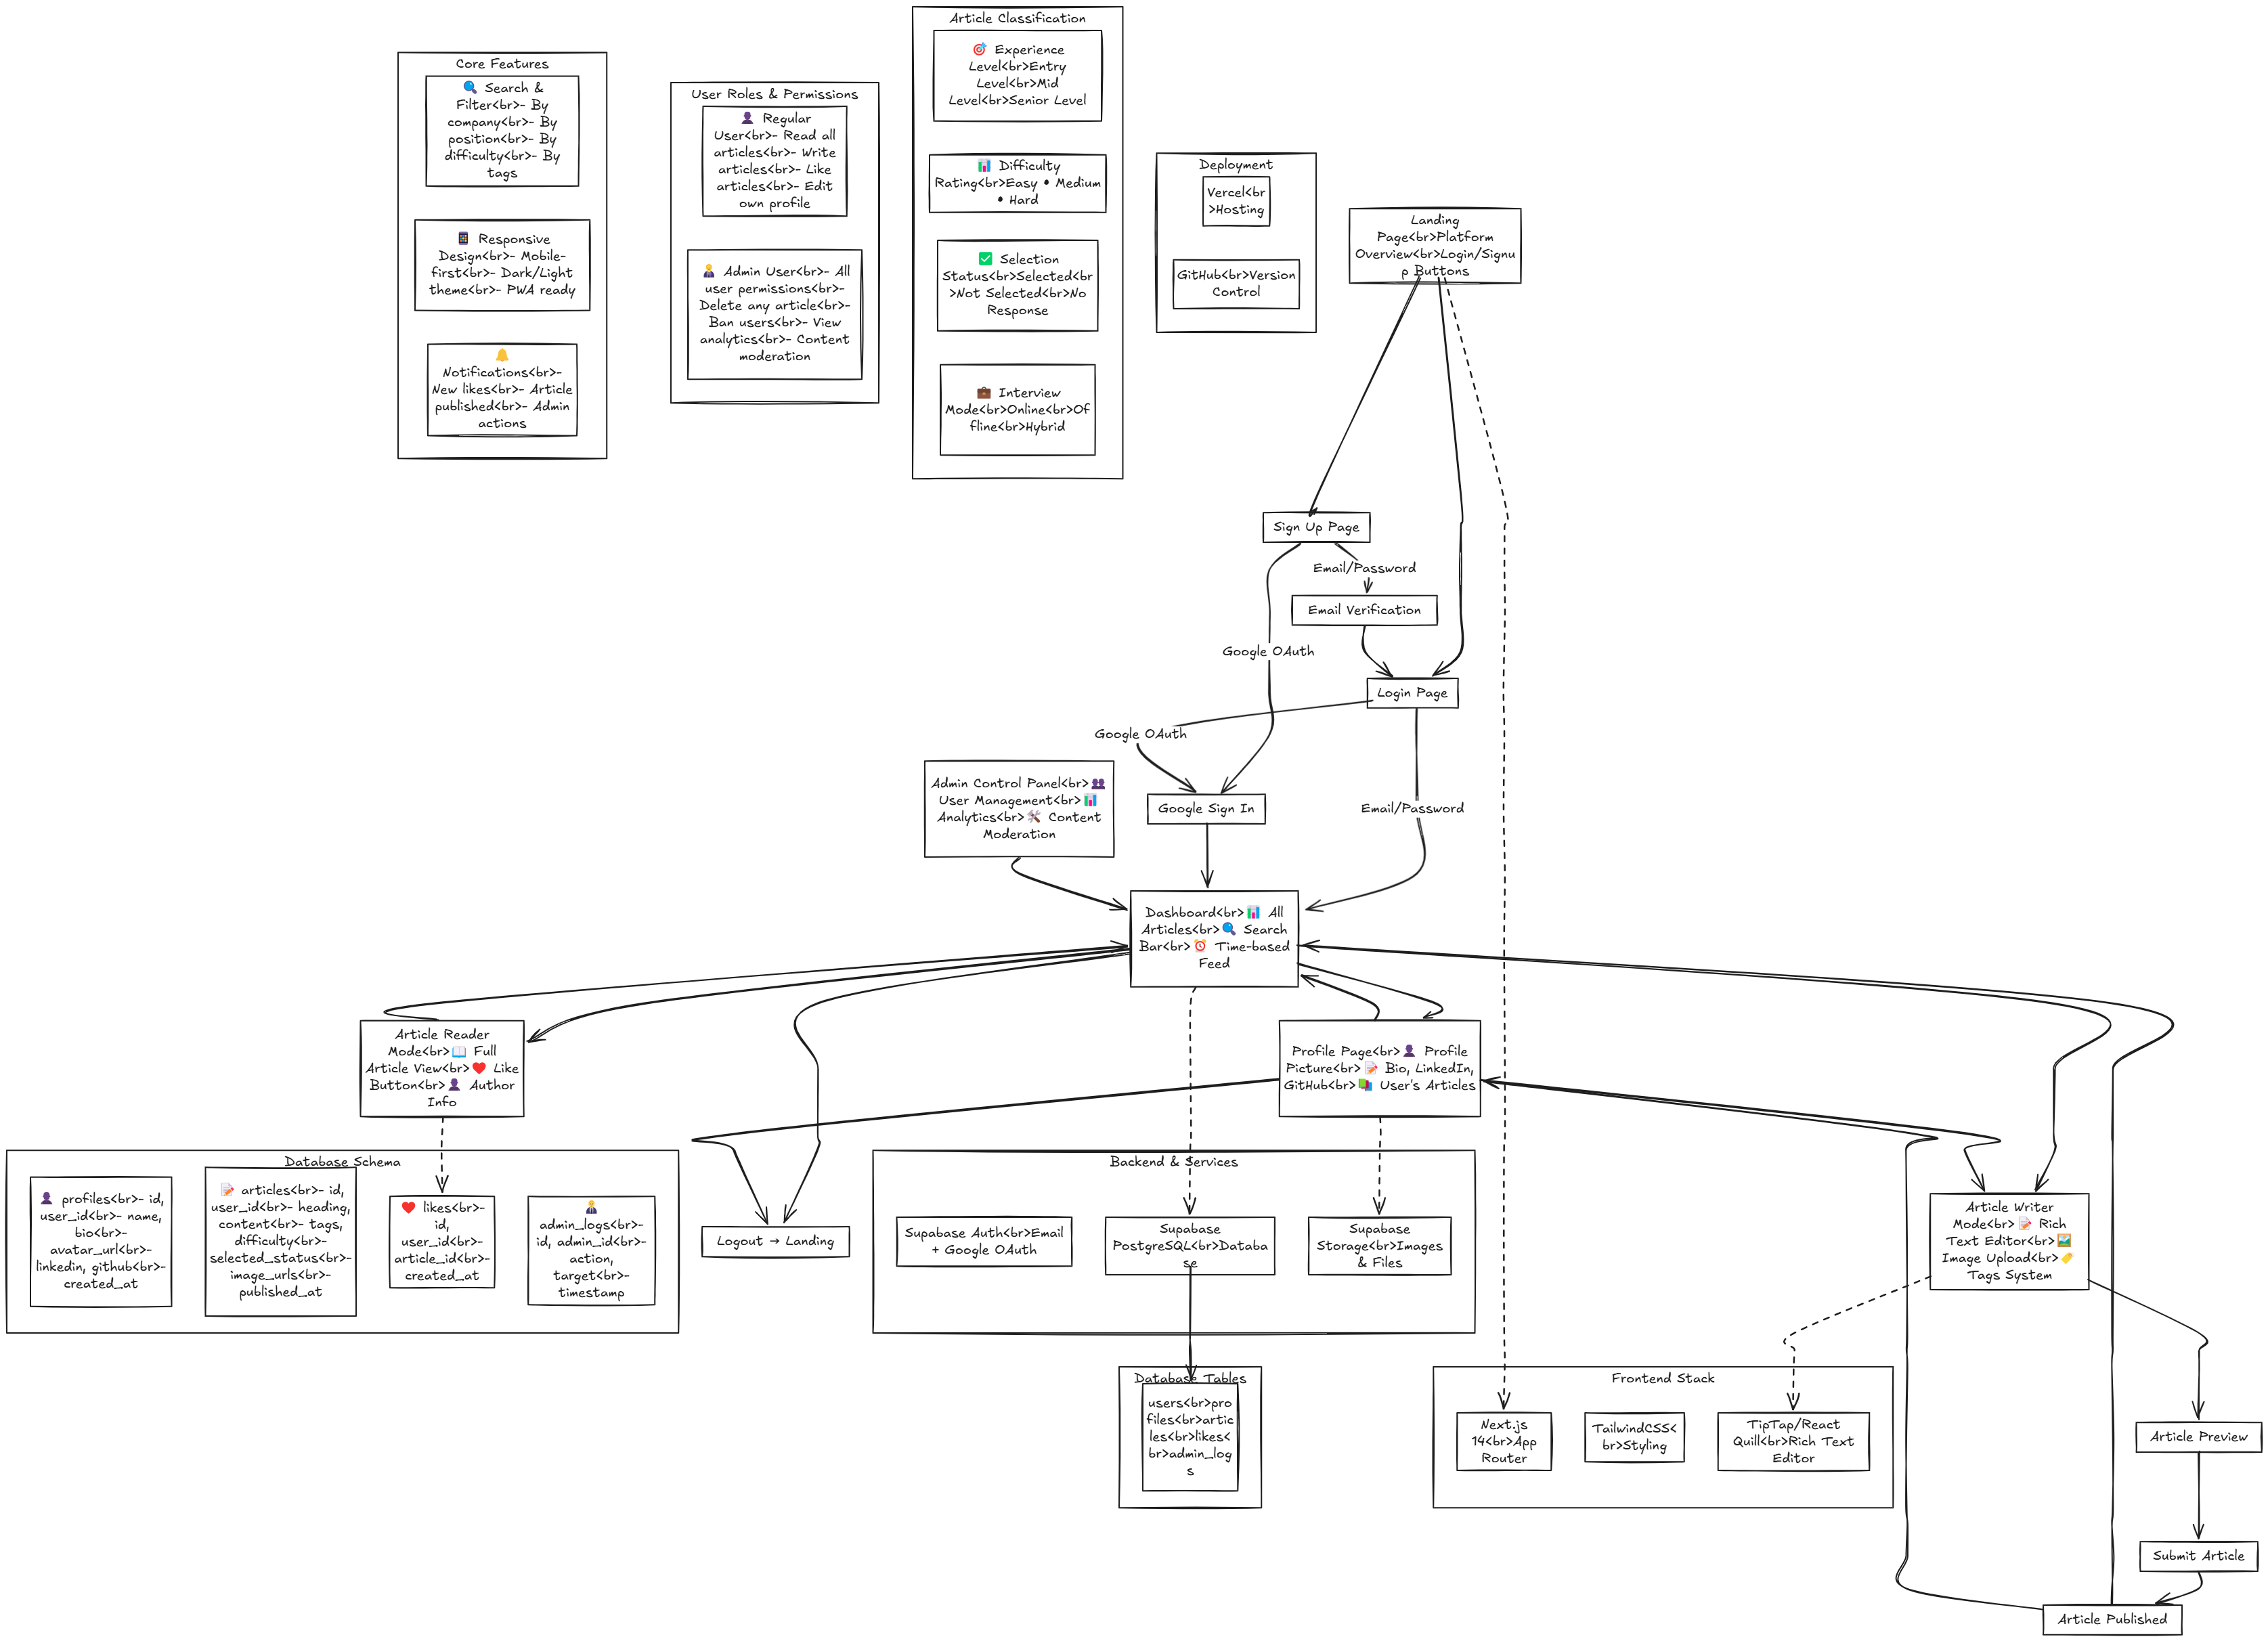 Article Classification
🎯 Experience
Level<br>Entry
Level<br>Mid
Level<br>Senior Level
📊 Difficulty
Rating<br>Easy • Medium
• Hard
✅ Selection
Status<br>Selected<br
>Not Selected<br>No
Response
💼 Interview
Mode<br>Online<br>Of
fline<br>Hybrid
Core Features
🔍 Search &
Filter<br>- By
company<br>- By
position<br>- By
difficulty<br>- By
tags
📱 Responsive
Design<br>- Mobile-
first<br>- Dark/Light
theme<br>- PWA ready
🔔
Notifications<br>-
New likes<br>- Article
published<br>- Admin
actions
User Roles & Permissions
👤 Regular
User<br>- Read all
articles<br>- Write
articles<br>- Like
articles<br>- Edit
own profile
👨‍💼 Admin User<br>- All
user permissions<br>-
Delete any article<br>-
Ban users<br>- View
analytics<br>- Content
moderation
Deployment
Vercel<br
>Hosting
GitHub<br>Version
Control
Landing
Page<br>Platform
Overview<br>Login/Signu
p Buttons
Sign Up Page
Email/Password
Email Verification
Google OAuth
Login Page
Google OAuth
Admin Control Panel<br>👥
User Management<br>📊
Analytics<br>🛠️ Content
Moderation
Google Sign In
Email/Password
Dashboard<br>📊 All
Articles<br>🔍 Search
Bar<br>⏰ Time-based
Feed
Article Reader
Mode<br>📖 Full
Article View<br>❤️ Like
Button<br>👤 Author
Info
Profile Page<br>👤 Profile
Picture<br>📝 Bio, LinkedIn,
GitHub<br>📚 User's Articles
Database Schema
👤 profiles<br>- id,
user_id<br>- name,
bio<br>-
avatar_url<br>-
linkedin, github<br>-
created_at
📝 articles<br>- id,
user_id<br>- heading,
content<br>- tags,
difficulty<br>-
selected_status<br>-
image_urls<br>-
published_at
❤️ likes<br>-
id,
user_id<br>-
article_id<br>-
created_at
👨‍💼
admin_logs<br>-
id, admin_id<br>-
action,
target<br>-
timestamp
Logout → Landing
Backend & Services
Supabase Auth<br>Email
+ Google OAuth
Supabase
PostgreSQL<br>Databa
se
Supabase
Storage<br>Images
& Files
Article Writer
Mode<br>📝 Rich
Text Editor<br>🖼️
Image Upload<br>🏷️
Tags System
Database Tables
users<br>pro
files<br>artic
les<br>likes<
br>admin_log
s
Frontend Stack
Next.js
14<br>App
Router
TailwindCSS<
br>Styling
TipTap/React
Quill<br>Rich Text
Editor
Article Preview
Submit Article
Article Published